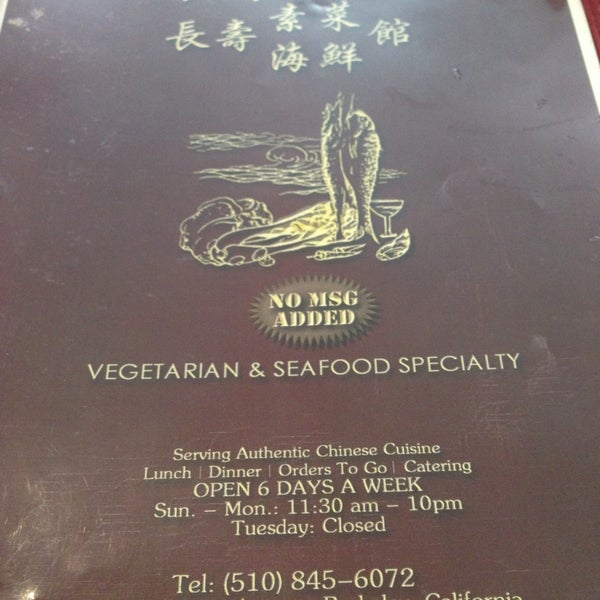 長壽 素菜 館
海鮮
NO MSG
ADDED
VEGETARIAN & SEAFOOD SPECIALTY
Serving Authentic Chinese Cuisine
Lunch | Dinner | Orders To Go | Catering
OPEN 6 DAYS A WEEK
Sun. – Mon.: 11:30 am – 10pm
Tuesday: Closed
Tel: (510) 845–6072
Berkeley, California